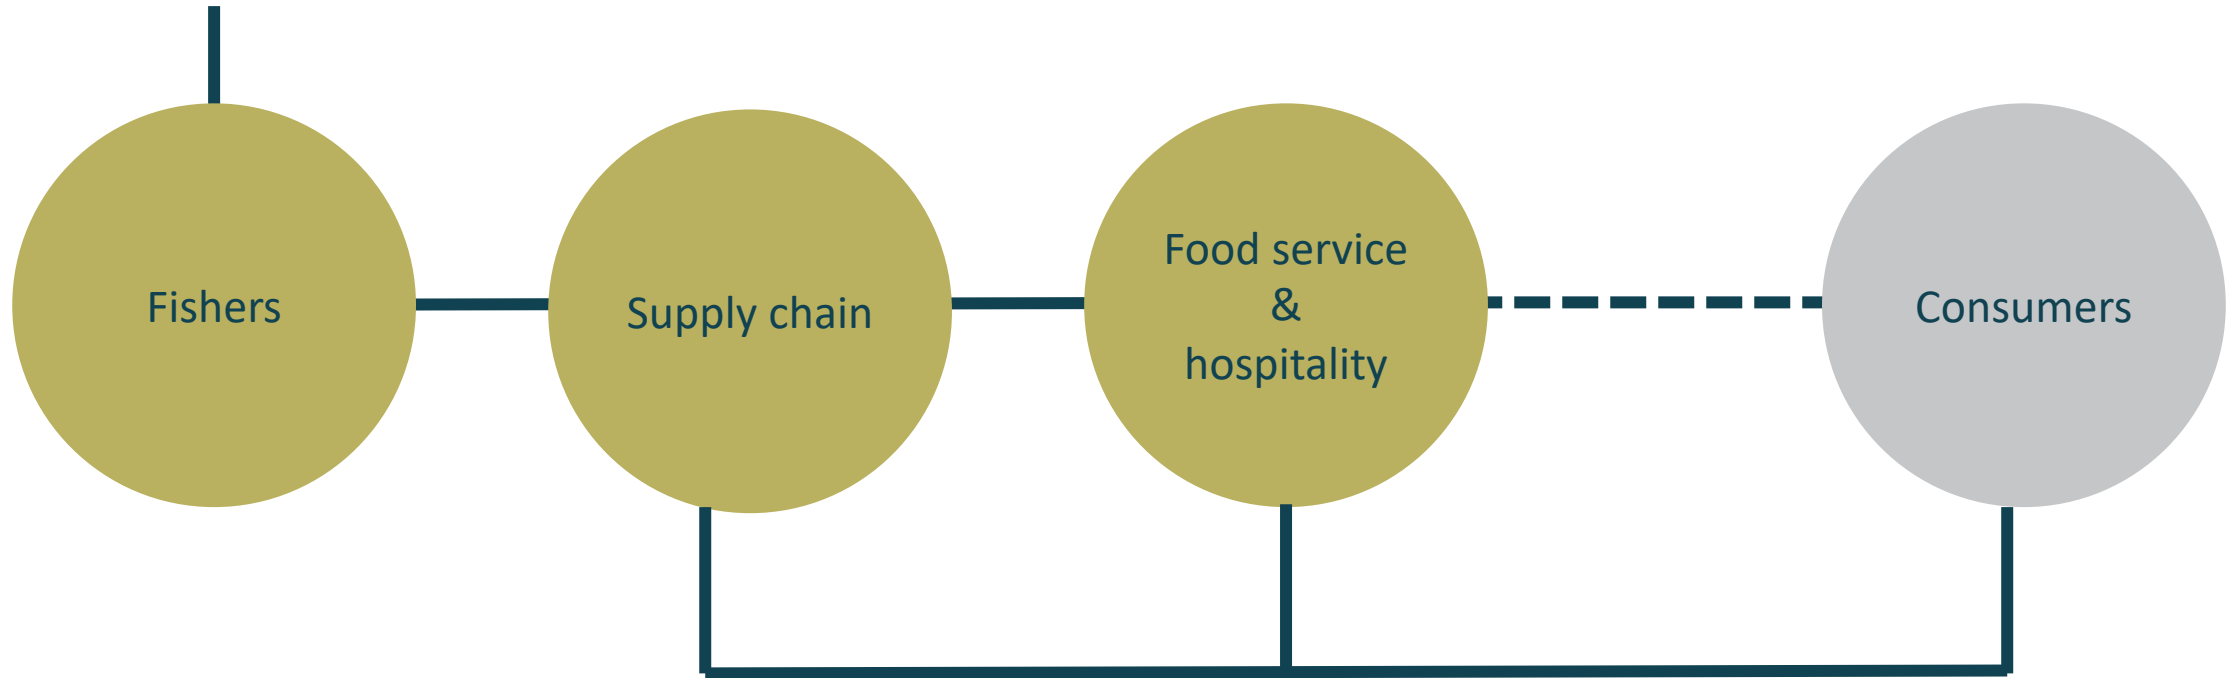 Fishers
Supply chain
Food service
&
hospitality
Consumers